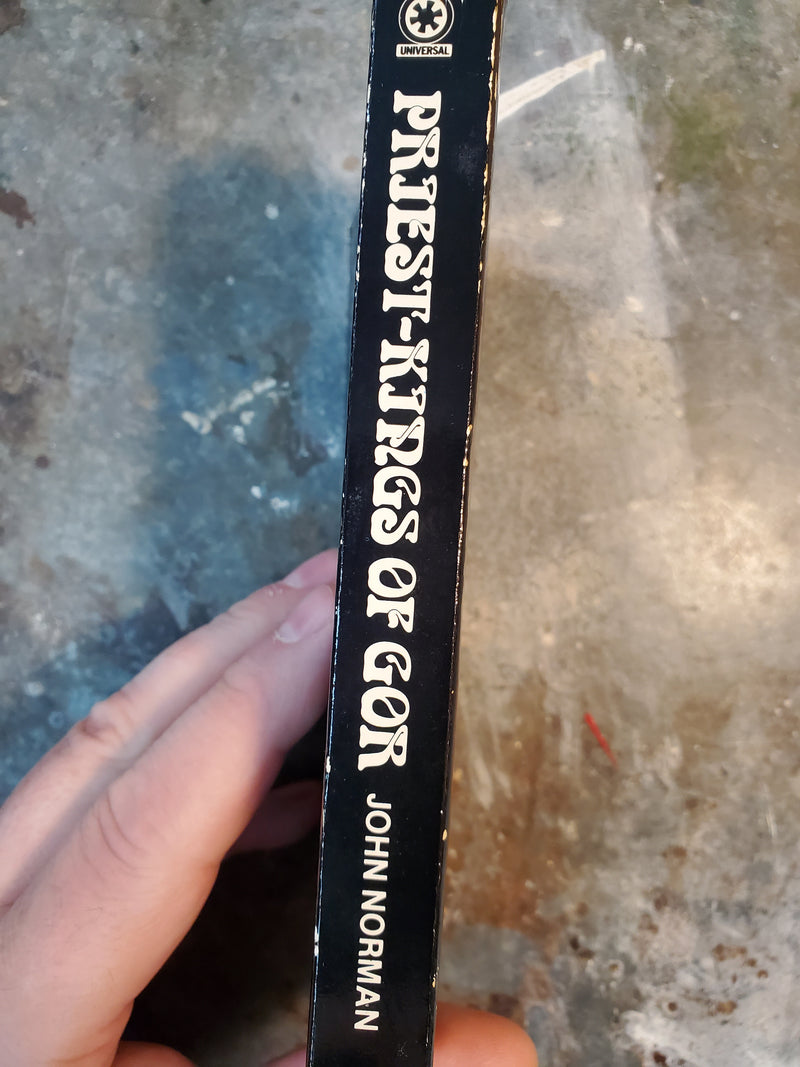 UNIVERSAL
PRIEST-KINGS OF GOR
JOHN NORMAN